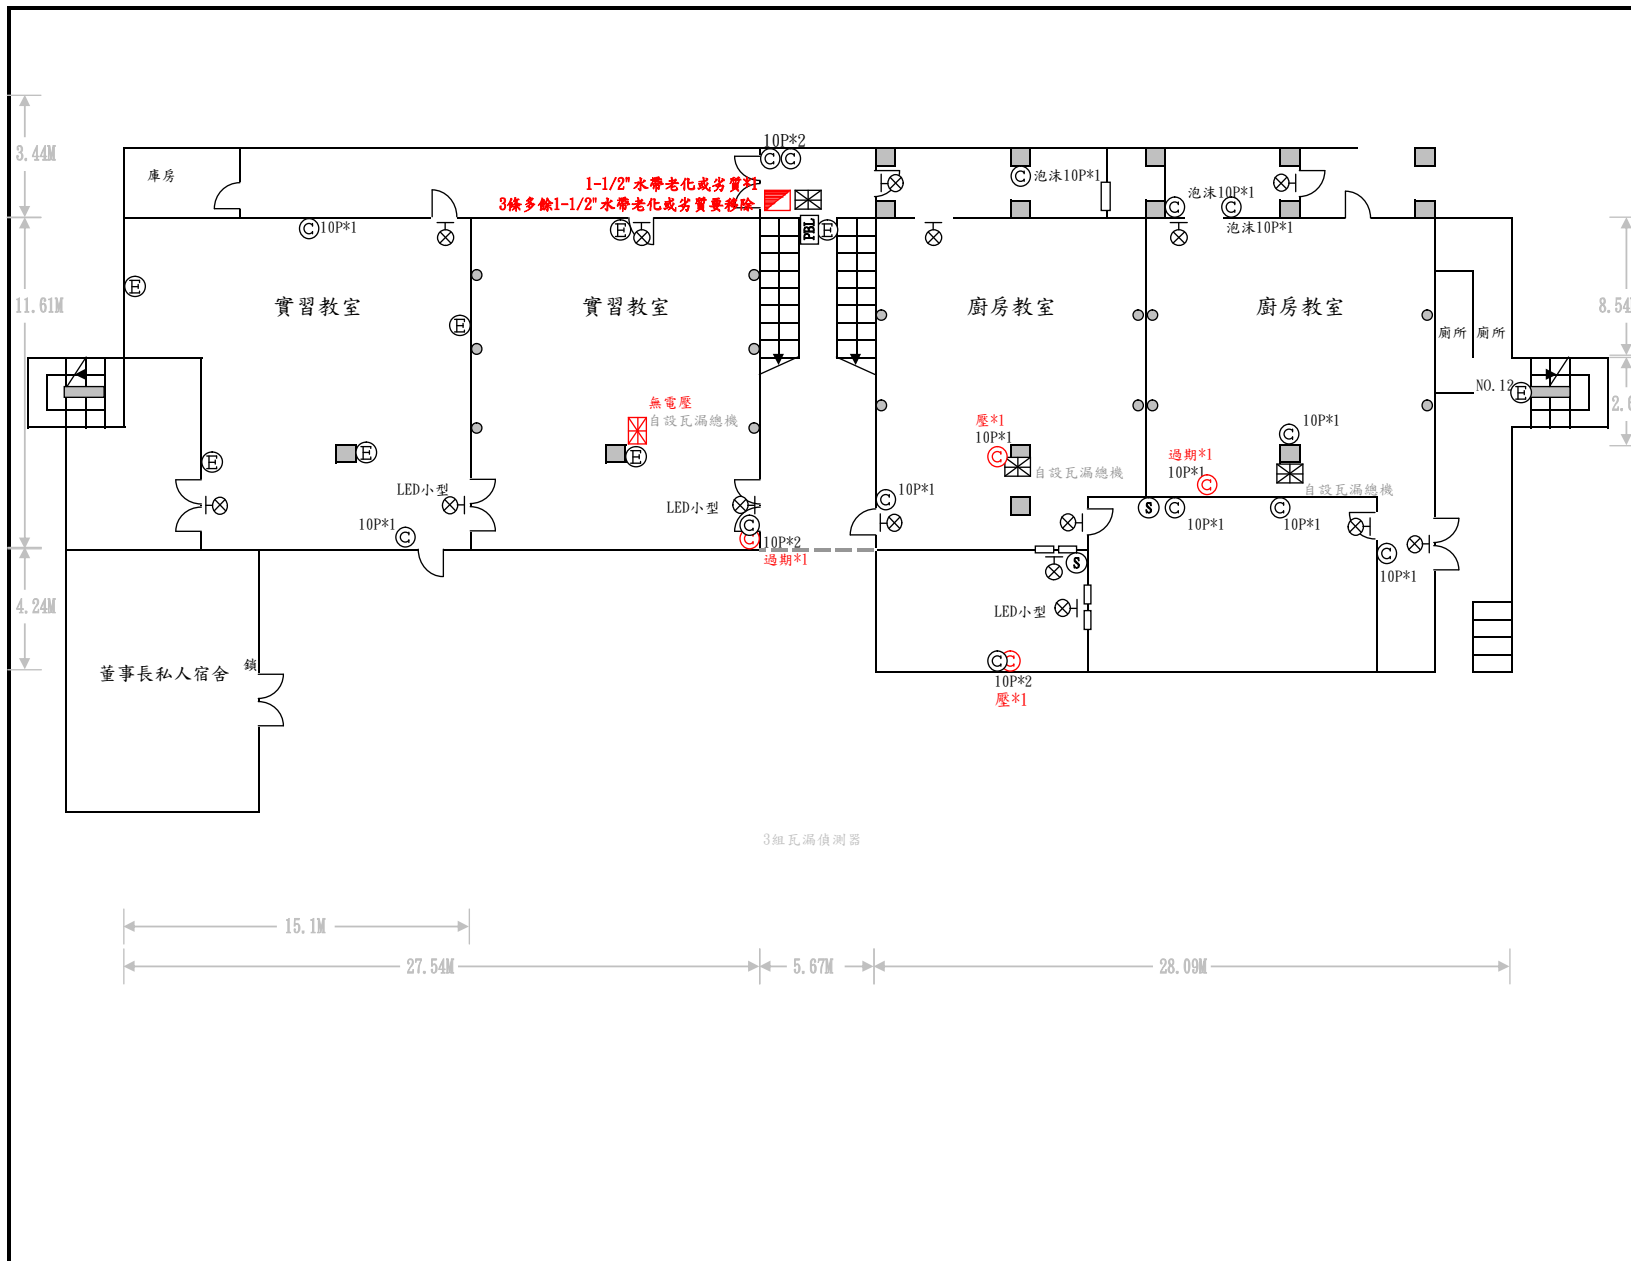 10P*2
3.44M
庫房
泡沫10P*1
1-1/2"水帶老化或劣質*1
3條多餘1-1/2"水帶老化或劣質要移除
泡沫10P*1
10P*1
PBL
E
E
泡沫10P*1
E
11.61M
實習教室
實習教室
廚房教室
廚房教室
8.54
E
廁所
廁所
NO.12
E
2.6
無電壓
自設瓦漏總機
壓*1
10P*1
10P*1
過期*1
10P*1
自設瓦漏總機
自設瓦漏總機
E
E
E
LED小型
10P*1
LED小型
10P*1
S
10P*1
10P*1
10P*2
過期*1
S
10P*1
4.24M
LED小型
董事長私人宿舍
鎖
10P*2
壓*1
3組瓦漏偵測器
15.1M
27.54M
5.67M
28.09M